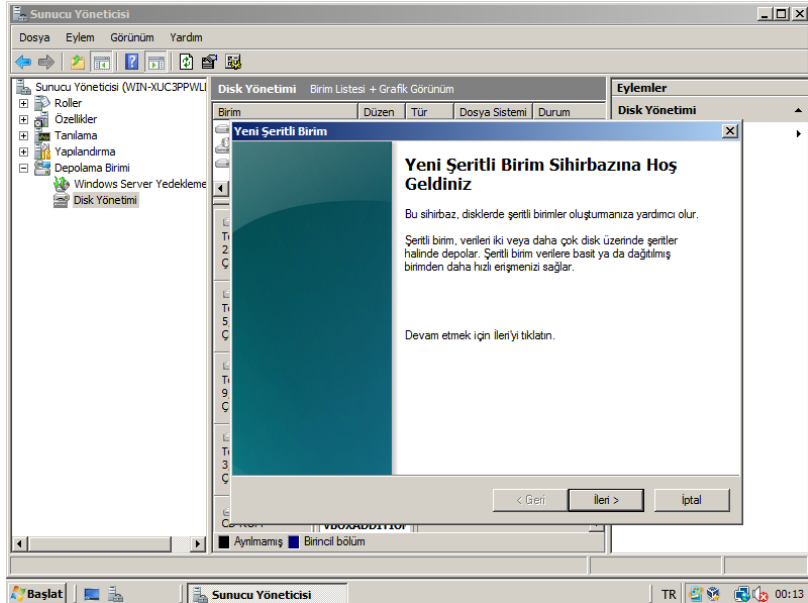 Sunucu Yöneticisi
Dosya Eylem Görünüm Yardım
Sunucu Yöneticisi (WIN-XUC3PPWLI
Roller
Özellikler
Tanılama
Yapılandırma
Depolama Birimi
Windows Server Yedekleme
Disk Yönetimi
Disk Yönetimi Birim Listesi + Grafik Görünüm
Birim Düzen Tür Dosya Sistemi Durum
Eylemler
Disk Yönetimi
Yeni Şeritli Birim
Yeni Şeritli Birim Sihirbazına Hoş
Geldiniz
Bu sihirbaz, disklerde şeritli birimler oluşturmanıza yardımcı olur.
Şeritli birim, verileri iki veya daha çok disk üzerinde şeritler
halinde depolar. Şeritli birim verilere basit ya da dağıtılmış
birimden daha hızlı erişmenizi sağlar.
Devam etmek için İleri'yi tıklatın.
< Geri İleri > İptal
Ayrılmamış Birincil bölüm
Başlat Sunucu Yöneticisi TR 00:13